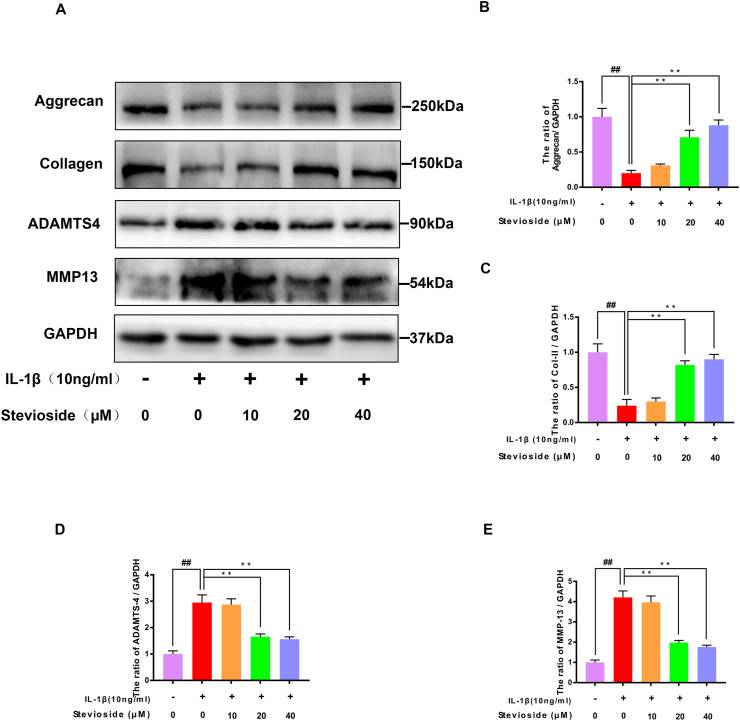 A
Aggrecan
250kDa
Collagen
150kDa
ADAMTS4
90kDa
MMP13
54kDa
GAPDH
37kDa
IL-1β（10ng/ml） - + + + +
Stevioside（μM） 0 0 10 20 40
B
The ratio of
Aggrecan/ GAPDH
1.5
1.0
0.5
0.0
##
**
**
IL-1β(10ng/ml) - + + + +
Stevioside (μM) 0 0 10 20 40
C
The ratio of Col-II / GAPDH
1.5
1.0
0.5
0.0
##
**
**
IL-1β (10ng/ml) - + + + +
Stevioside (μM) 0 0 10 20 40
D
The ratio of ADAMTS-4 / GAPDH
4
3
2
1
0
##
**
**
IL-1β(10ng/ml) - + + + +
Stevioside (μM) 0 0 10 20 40
E
The ratio of MMP-13 / GAPDH
6
4
2
0
##
**
**
IL-1β(10ng/ml) - + + + +
Stevioside (μM) 0 0 10 20 40